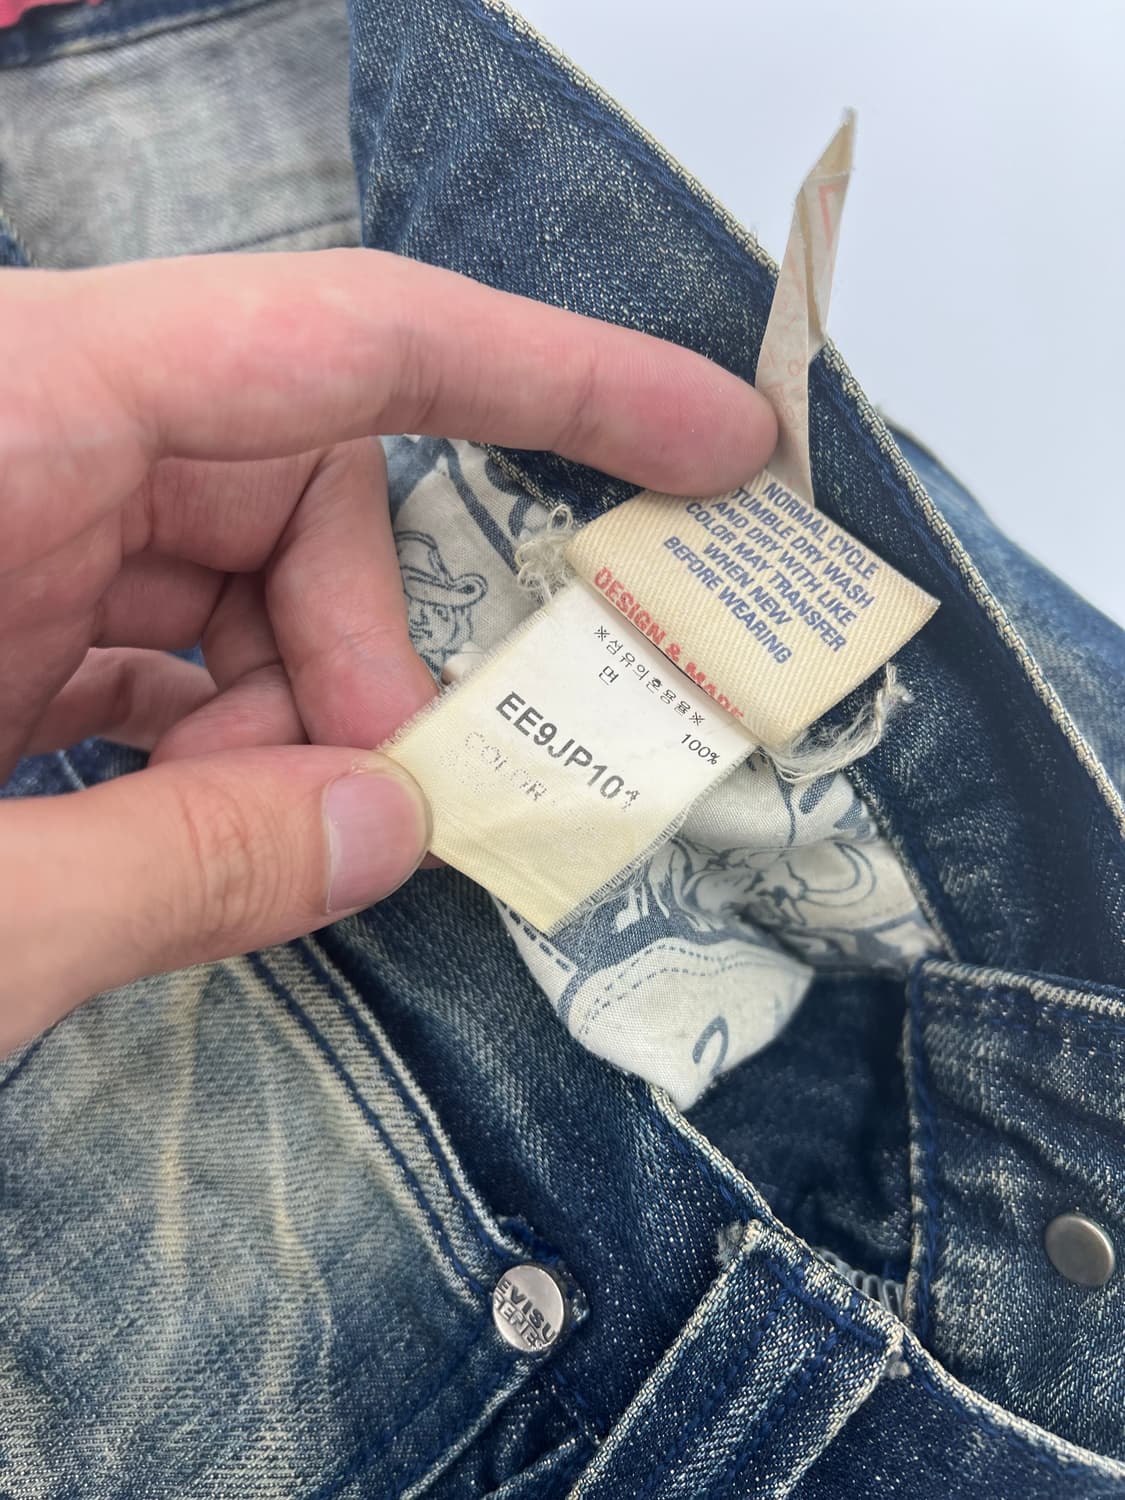 NORMAL CYCLE
TUMBLE DRY WASH
AND DRY WITH LIKE
COLOR MAY TRANSFER
WHEN NEW
BEFORE WEARING
DESIGN & MADE
※섬유의혼용율※
면 100%
EE9JP101
COLOR
EVISU